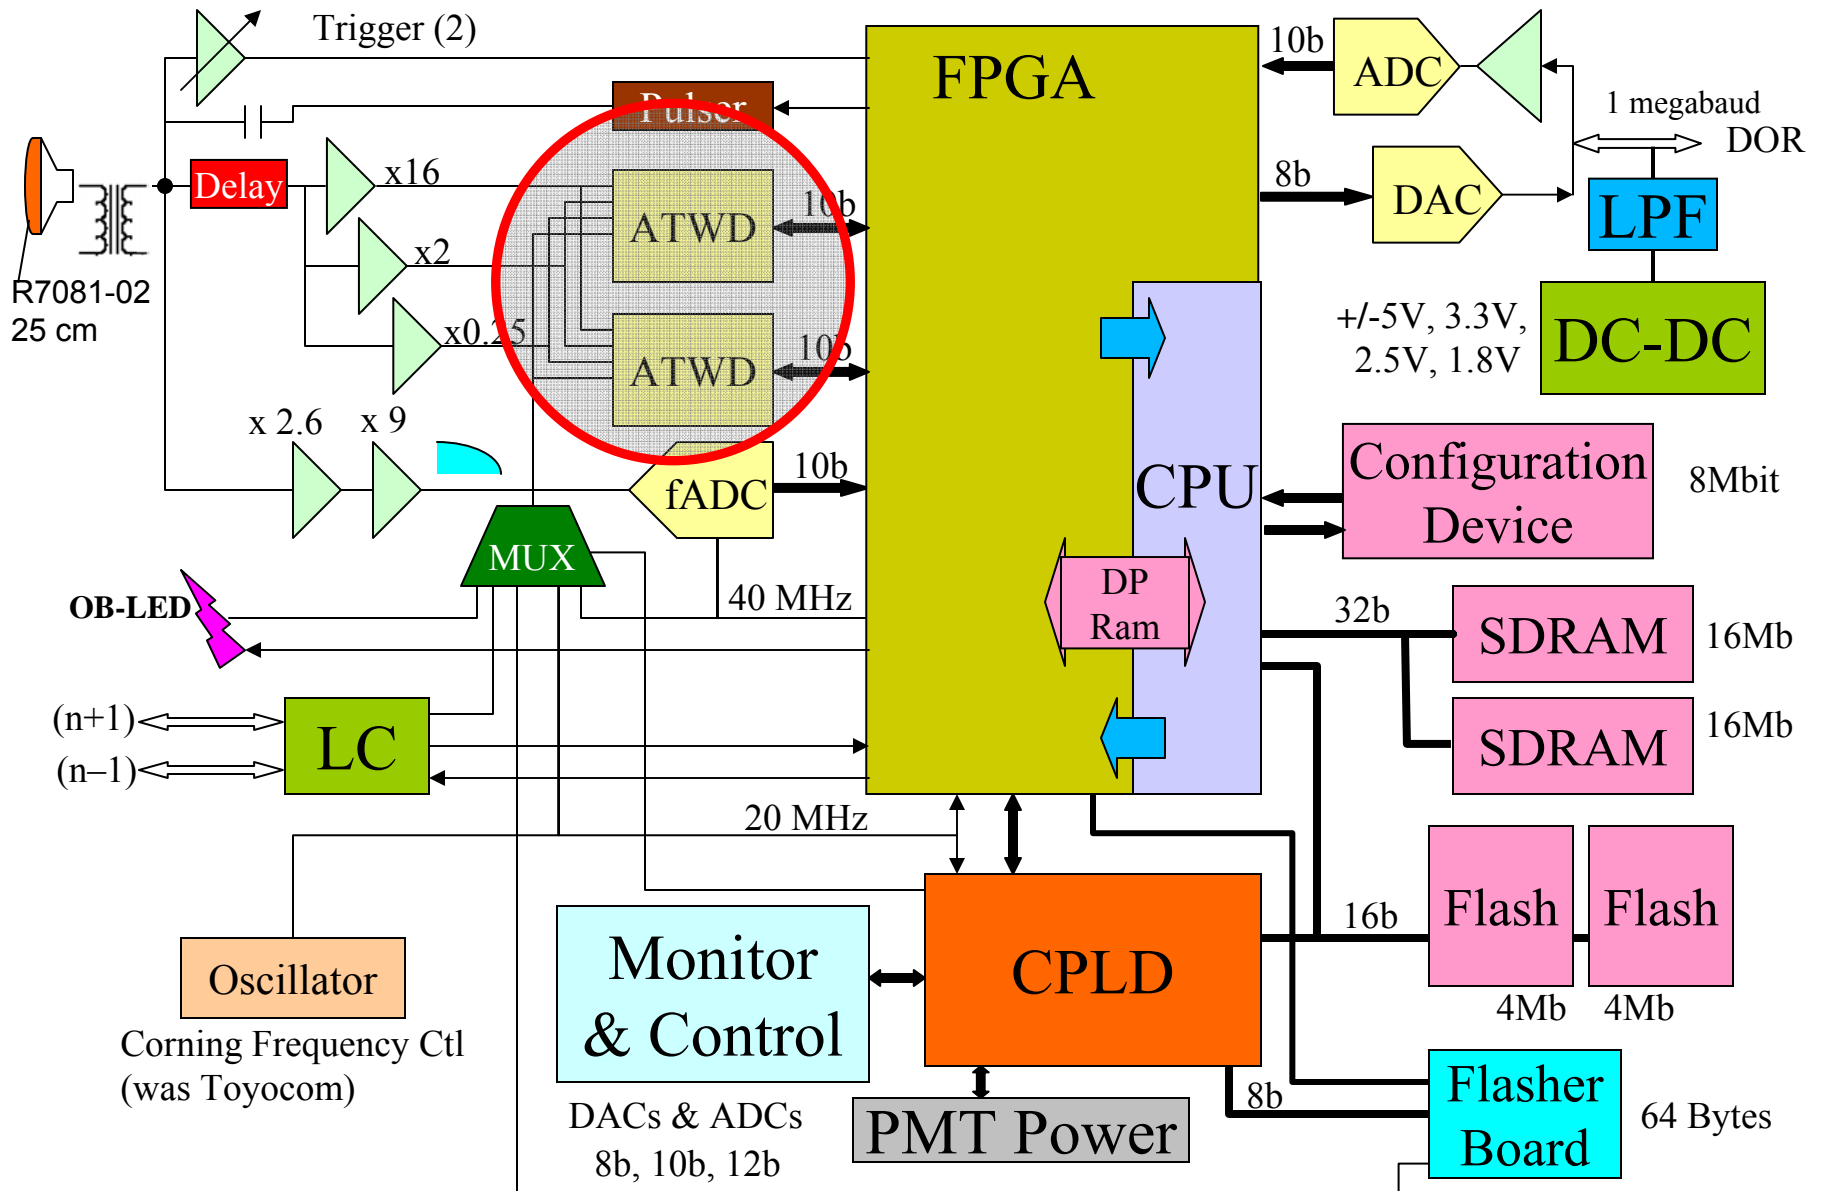 Trigger (2)
FPGA
10b
ADC
1 megabaud
DOR
Pulser
Delay
x16
ATWD
10b
8b
DAC
LPF
x2
R7081-02
25 cm
x0.25
ATWD
10b
+/-5V, 3.3V,
2.5V, 1.8V
DC-DC
x 2.6
x 9
fADC
10b
CPU
Configuration
Device
8Mbit
MUX
OB-LED
40 MHz
DP
Ram
32b
SDRAM
16Mb
(n+1)
(n–1)
LC
SDRAM
16Mb
20 MHz
Oscillator
Corning Frequency Ctl
(was Toyocom)
Monitor
& Control
DACs & ADCs
8b, 10b, 12b
CPLD
16b
Flash
Flash
4Mb
4Mb
PMT Power
8b
Flasher
Board
64 Bytes